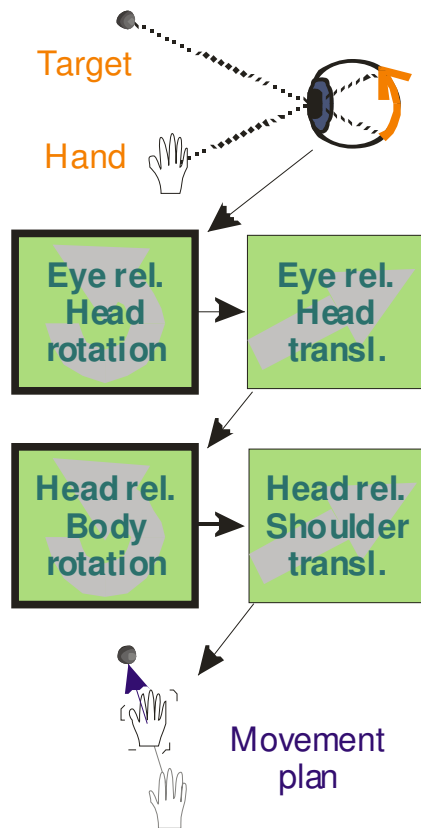 Target
Hand
Eye rel.
Head
rotation
Eye rel.
Head
transl.
Head rel.
Body
rotation
Head rel.
Shoulder
transl.
Movement
plan